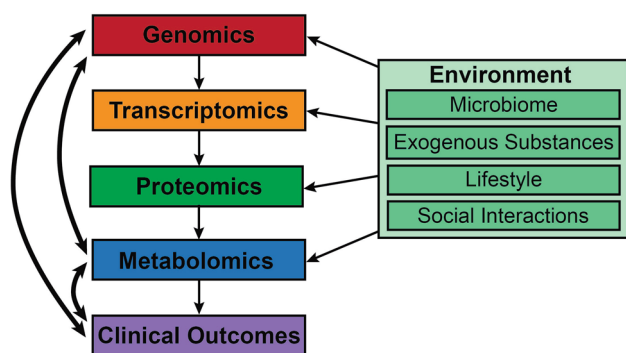 Genomics
Transcriptomics
Proteomics
Metabolomics
Clinical Outcomes
Environment
Microbiome
Exogenous Substances
Lifestyle
Social Interactions